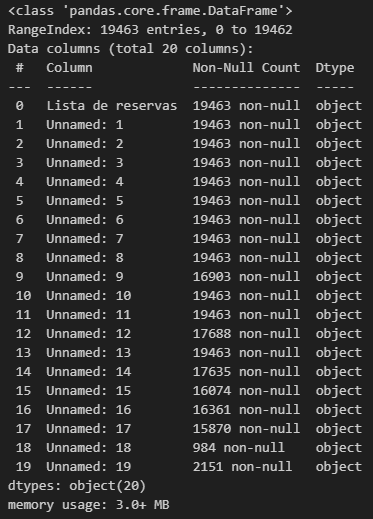 <class 'pandas.core.frame.DataFrame'>
RangeIndex: 19463 entries, 0 to 19462
Data columns (total 20 columns):
 #   Column            Non-Null Count  Dtype
---  ------            --------------  -----
 0   Lista de reservas  19463 non-null  object
 1   Unnamed: 1         19463 non-null  object
 2   Unnamed: 2         19463 non-null  object
 3   Unnamed: 3         19463 non-null  object
 4   Unnamed: 4         19463 non-null  object
 5   Unnamed: 5         19463 non-null  object
 6   Unnamed: 6         19463 non-null  object
 7   Unnamed: 7         19463 non-null  object
 8   Unnamed: 8         19463 non-null  object
 9   Unnamed: 9         16903 non-null  object
 10  Unnamed: 10        19463 non-null  object
 11  Unnamed: 11        19463 non-null  object
 12  Unnamed: 12        17688 non-null  object
 13  Unnamed: 13        19463 non-null  object
 14  Unnamed: 14        17635 non-null  object
 15  Unnamed: 15        16074 non-null  object
 16  Unnamed: 16        16361 non-null  object
 17  Unnamed: 17        15870 non-null  object
 18  Unnamed: 18        984 non-null    object
 19  Unnamed: 19        2151 non-null   object
dtypes: object(20)
memory usage: 3.0+ MB